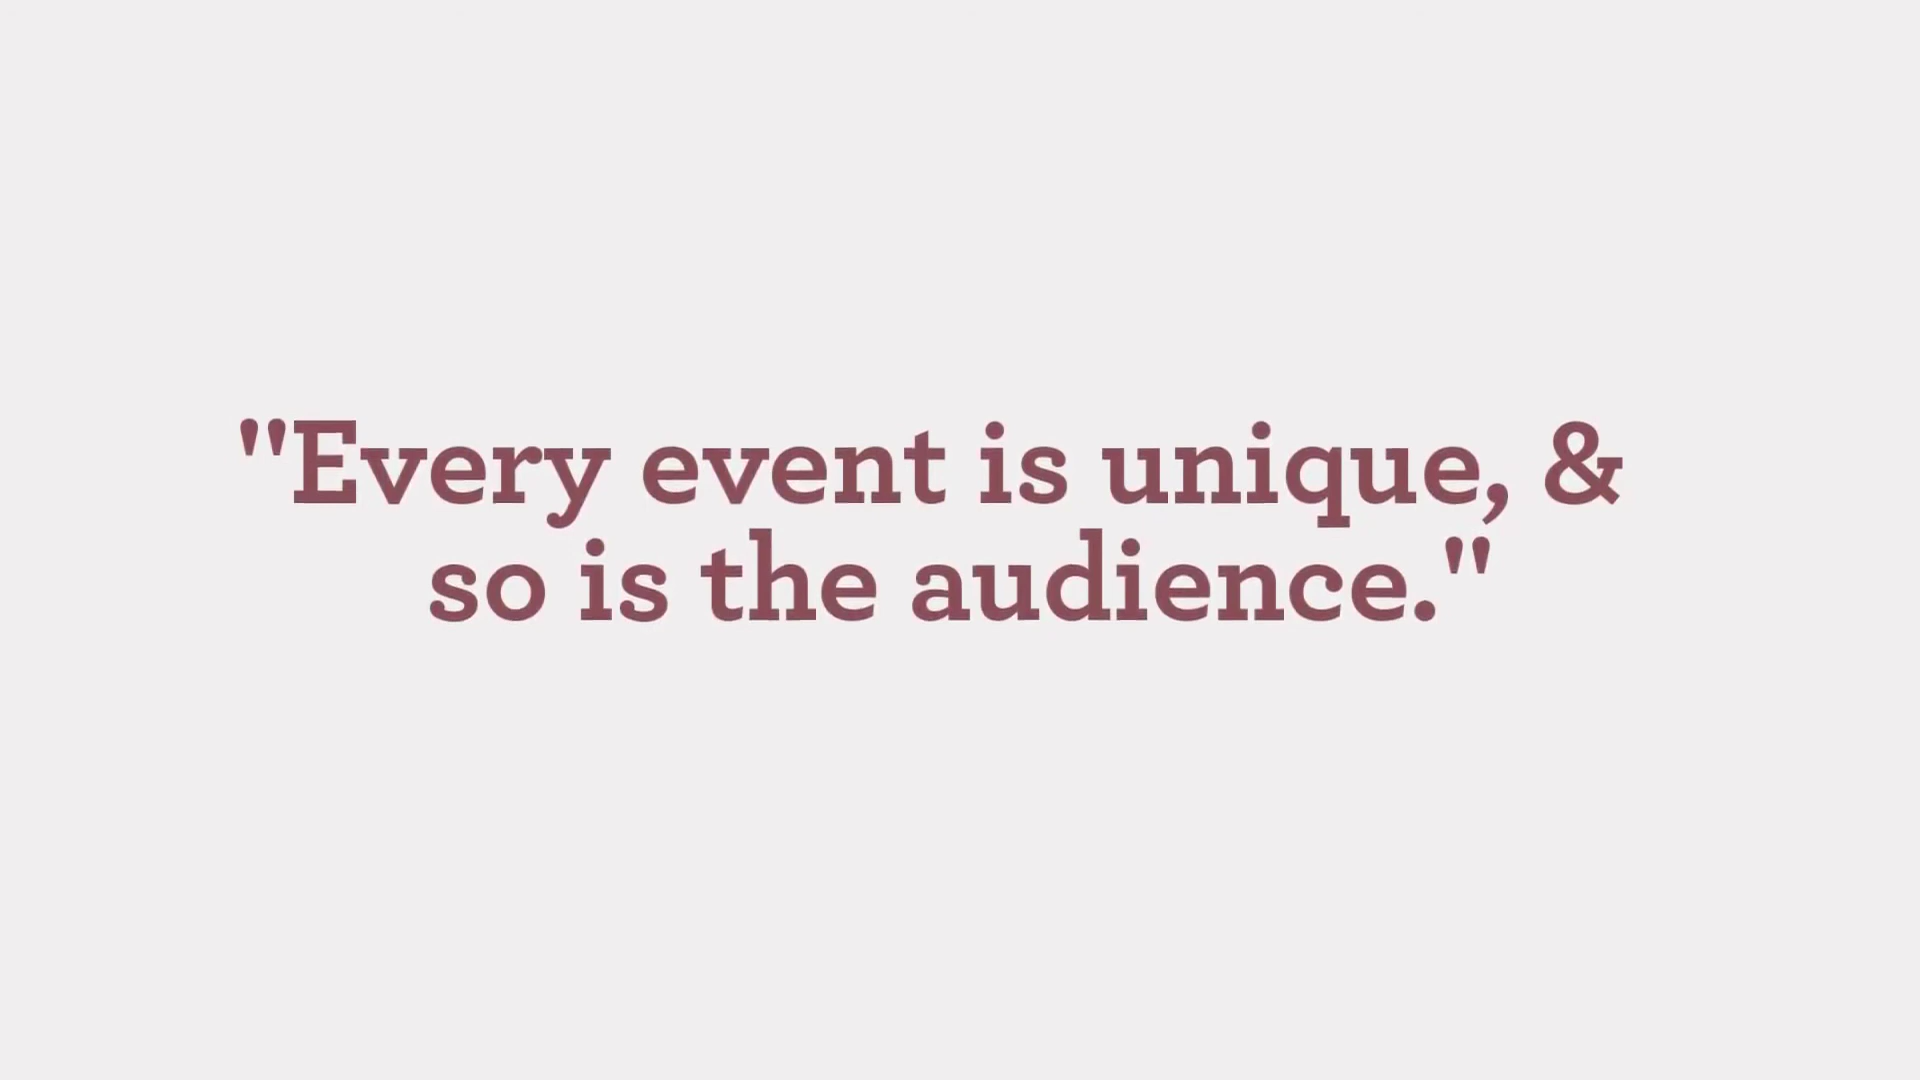 "Every event is unique, &
so is the audience."